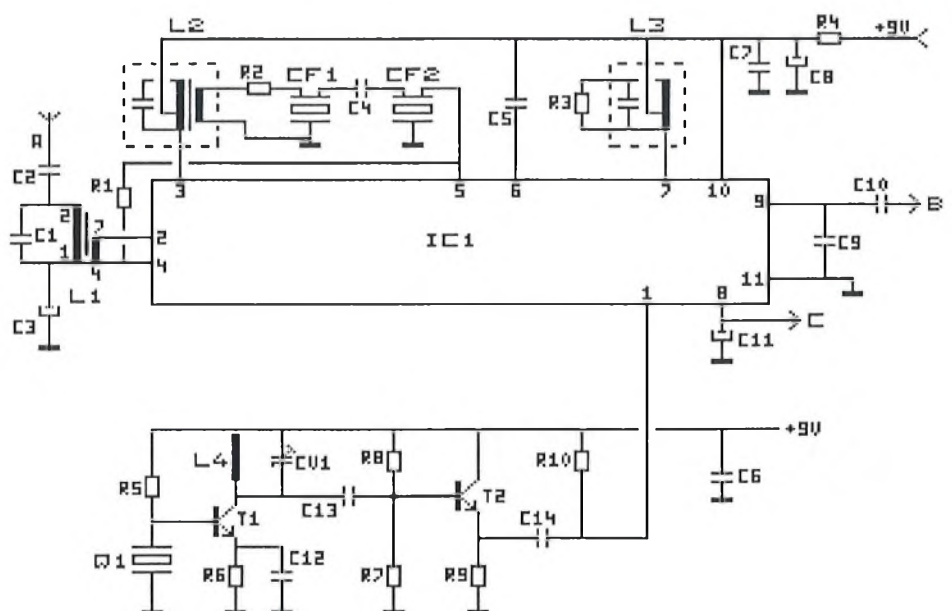 L2
L3
R4
+9V
R2
CF1
CF2
C7
C8
C4
R3
C5
A
C2
R1
3
5
6
7
10
C10
2
7
2
9
B
C1
IC1
1
4
4
C9
L1
11
C3
1
8
C
C11
+9V
L4
CV1
R8
R10
C6
R5
T1
C13
T2
C14
Q1
C12
R6
R7
R9